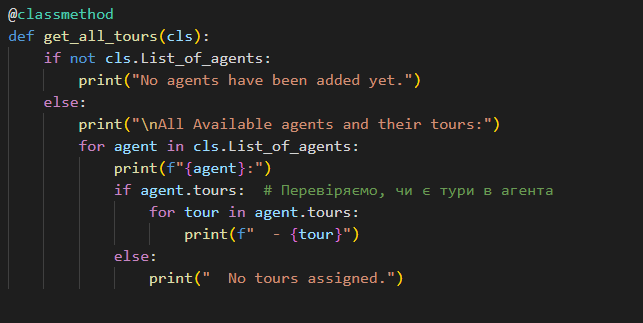 @classmethod
def get_all_tours(cls):
    if not cls.List_of_agents:
        print("No agents have been added yet.")
    else:
        print("\nAll Available agents and their tours:")
        for agent in cls.List_of_agents:
            print(f"{agent}:")
            if agent.tours:  # Перевіряємо, чи є тури в агента
                for tour in agent.tours:
                    print(f"  - {tour}")
            else:
                print("  No tours assigned.")